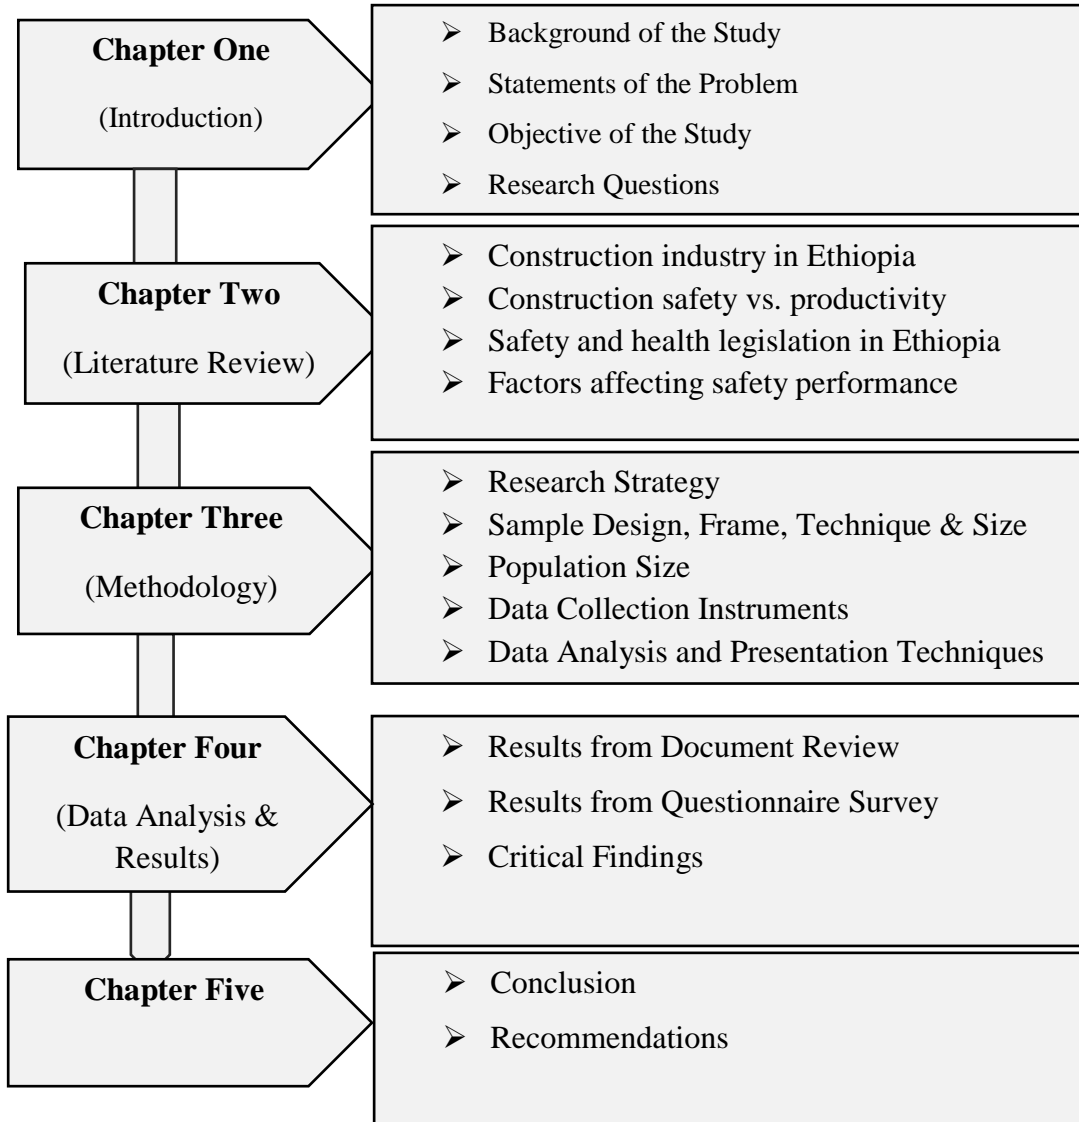 Chapter One
(Introduction)
➢ Background of the Study
➢ Statements of the Problem
➢ Objective of the Study
➢ Research Questions
Chapter Two
(Literature Review)
➢ Construction industry in Ethiopia
➢ Construction safety vs. productivity
➢ Safety and health legislation in Ethiopia
➢ Factors affecting safety performance
Chapter Three
(Methodology)
➢ Research Strategy
➢ Sample Design, Frame, Technique & Size
➢ Population Size
➢ Data Collection Instruments
➢ Data Analysis and Presentation Techniques
Chapter Four
(Data Analysis &
Results)
➢ Results from Document Review
➢ Results from Questionnaire Survey
➢ Critical Findings
Chapter Five
➢ Conclusion
➢ Recommendations